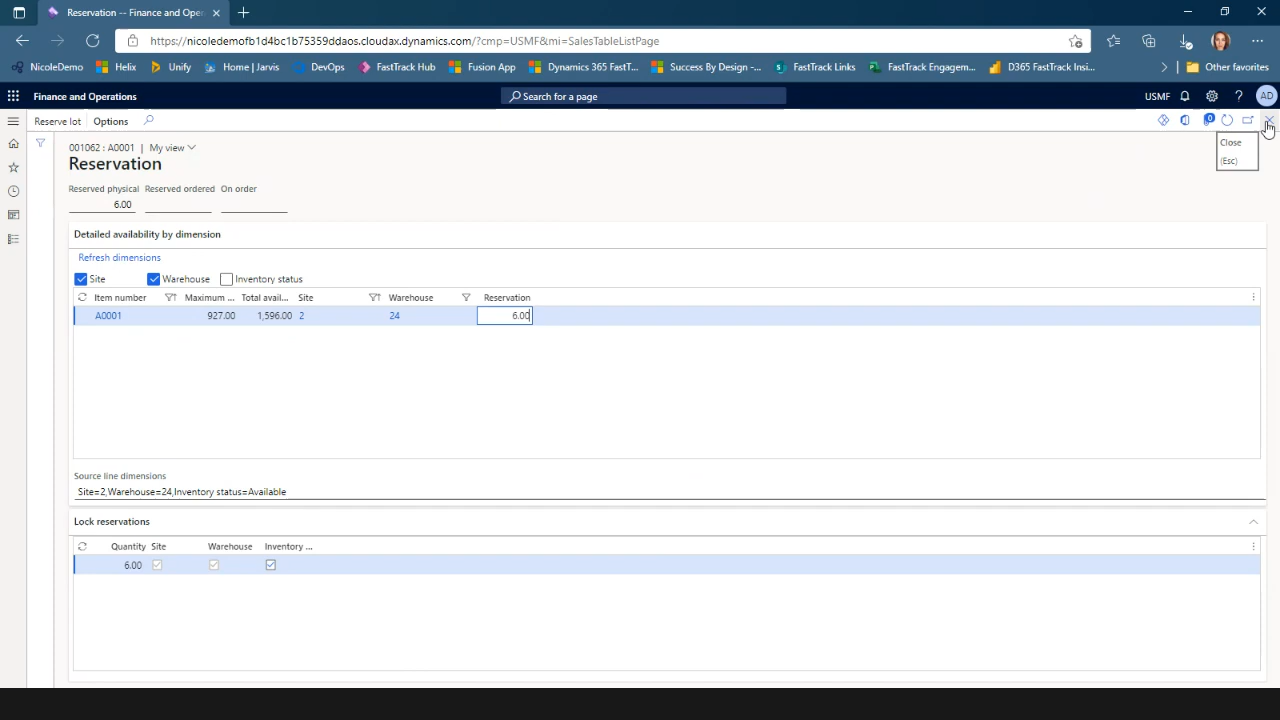 Reservation -- Finance and Oper
https://nicoledemofb1d4bc1b75359ddaos.cloudax.dynamics.com/?cmp=USMF&mi=SalesTableListPage
NicoleDemo Helix Unify Home | Jarvis DevOps FastTrack Hub Fusion App Dynamics 365 FastT... Success By Design -... FastTrack Links FastTrack Engagem... D365 FastTrack Insi... Other favorites
Finance and Operations Search for a page USMF ? AD
Reserve lot Options 0
Close
(Esc)
001062 : A0001 | My view
Reservation
Reserved physical Reserved ordered On order
6.00
Detailed availability by dimension
Refresh dimensions
Site Warehouse Inventory status
Item number Maximum ... Total avail... Site Warehouse Reservation
A0001 927.00 1,596.00 2 24 6.00
Source line dimensions
Site=2,Warehouse=24,Inventory status=Available
Lock reservations
Quantity Site Warehouse Inventory ...
6.00